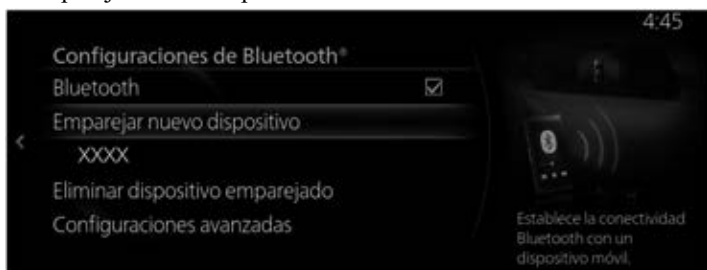 4:45
Configuraciones de Bluetooth®
Bluetooth
Emparejar nuevo dispositivo
XXXX
Eliminar dispositivo emparejado
Configuraciones avanzadas
Establece la conectividad
Bluetooth con un
dispositivo móvil.